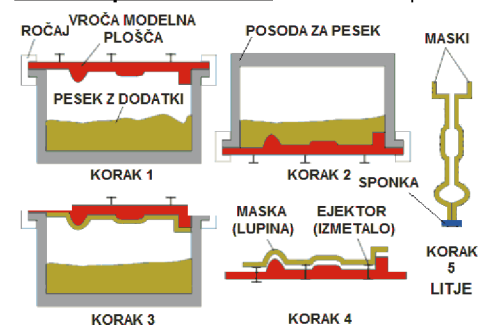 ROČAJ
VROČA MODELNA
PLOŠČA
PESEK Z DODATKI
KORAK 1
POSODA ZA PESEK
KORAK 2
MASKI
SPONKA
KORAK
5
LITJE
KORAK 3
MASKA
(LUPINA)
EJEKTOR
(IZMETALO)
KORAK 4